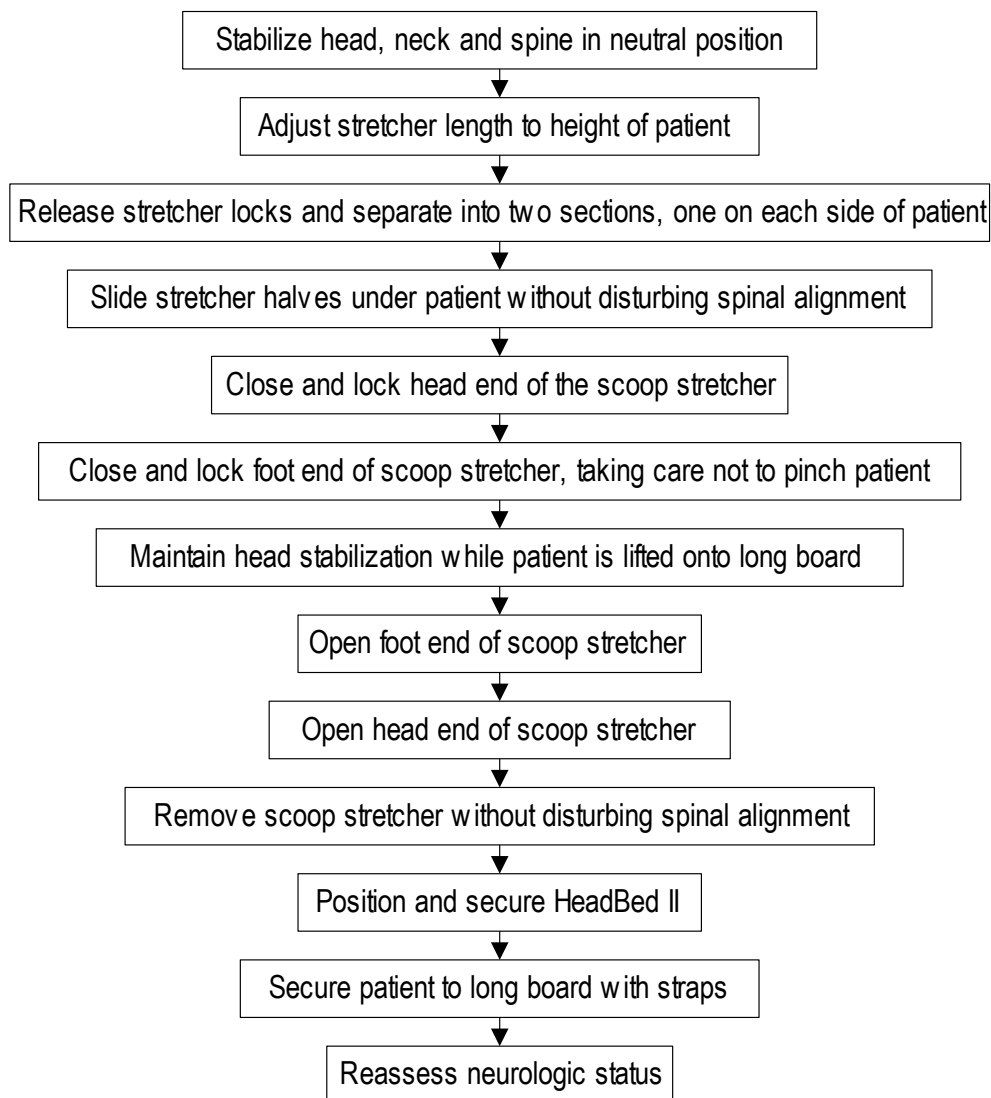 Stabilize head, neck and spine in neutral position
Adjust stretcher length to height of patient
Release stretcher locks and separate into two sections, one on each side of patient
Slide stretcher halves under patient without disturbing spinal alignment
Close and lock head end of the scoop stretcher
Close and lock foot end of scoop stretcher, taking care not to pinch patient
Maintain head stabilization while patient is lifted onto long board
Open foot end of scoop stretcher
Open head end of scoop stretcher
Remove scoop stretcher without disturbing spinal alignment
Position and secure HeadBed II
Secure patient to long board with straps
Reassess neurologic status